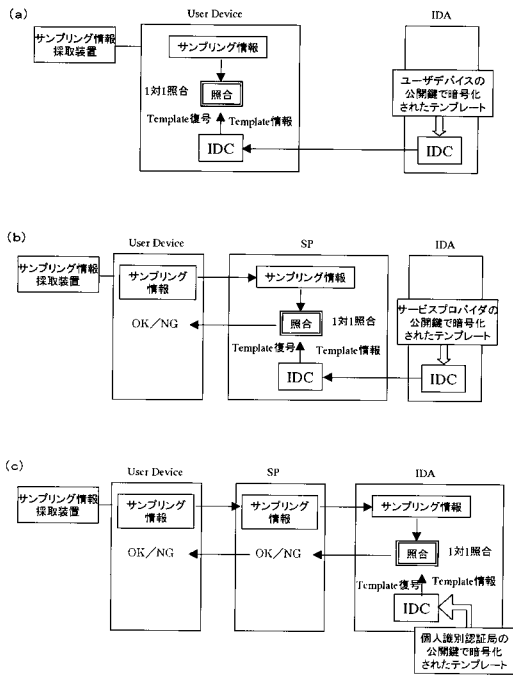 (a)
User Device
IDA
サンプリング情報
採取装置
サンプリング情報
1対1照合
照合
Template復号
Template情報
IDC
ユーザデバイスの
公開鍵で暗号化
されたテンプレート
IDC
(b)
User Device
SP
IDA
サンプリング情報
採取装置
サンプリング
情報
サンプリング情報
OK/NG
照合
1対1照合
Template復号
Template情報
IDC
サービスプロバイダの
公開鍵で暗号化
されたテンプレート
IDC
(c)
User Device
SP
IDA
サンプリング情報
採取装置
サンプリング
情報
サンプリング
情報
サンプリング情報
OK/NG
OK/NG
照合
1対1照合
Template復号
Template情報
IDC
個人識別認証局の
公開鍵で暗号化
されたテンプレート